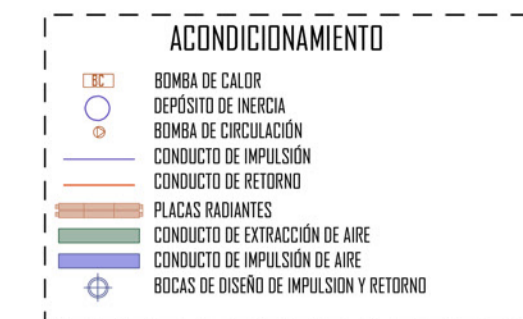 ACONDICIONAMIENTO
BC BOMBA DE CALOR
DEPÓSITO DE INERCIA
BOMBA DE CIRCULACIÓN
CONDUCTO DE IMPULSIÓN
CONDUCTO DE RETORNO
PLACAS RADIANTES
CONDUCTO DE EXTRACCIÓN DE AIRE
CONDUCTO DE IMPULSIÓN DE AIRE
BOCAS DE DISEÑO DE IMPULSION Y RETORNO